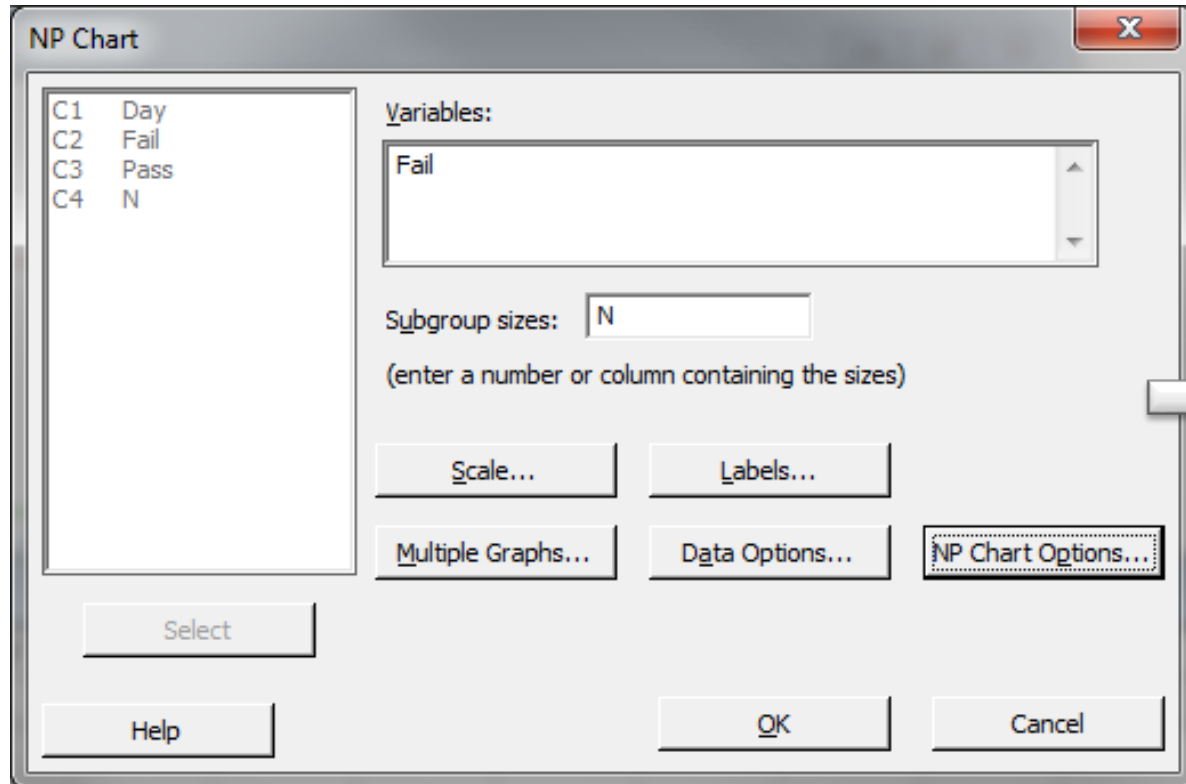 NP Chart
C1 Day
C2 Fail
C3 Pass
C4 N
Variables:
Fail
Subgroup sizes: N
(enter a number or column containing the sizes)
Scale... Labels...
Multiple Graphs... Data Options... NP Chart Options...
Select
Help OK Cancel